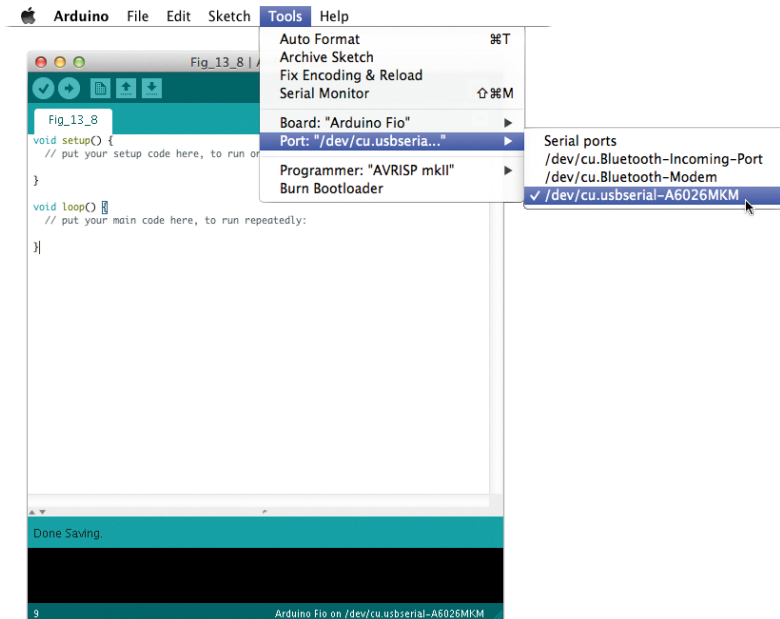 Arduino File Edit Sketch Tools Help
Auto Format ⌘T
Archive Sketch
Fix Encoding & Reload
Serial Monitor ⇧⌘M
Board: "Arduino Fio" ▶
Port: "/dev/cu.usbseria..." ▶
Programmer: "AVRISP mkII" ▶
Burn Bootloader
Serial ports
/dev/cu.Bluetooth-Incoming-Port
/dev/cu.Bluetooth-Modem
✓ /dev/cu.usbserial-A6026MKM
Fig_13_8 |
Fig_13_8
void setup() {
// put your setup code here, to run
}
void loop() {
// put your main code here, to run repeatedly:
}
Done Saving.
9 Arduino Fio on /dev/cu.usbserial-A6026MKM